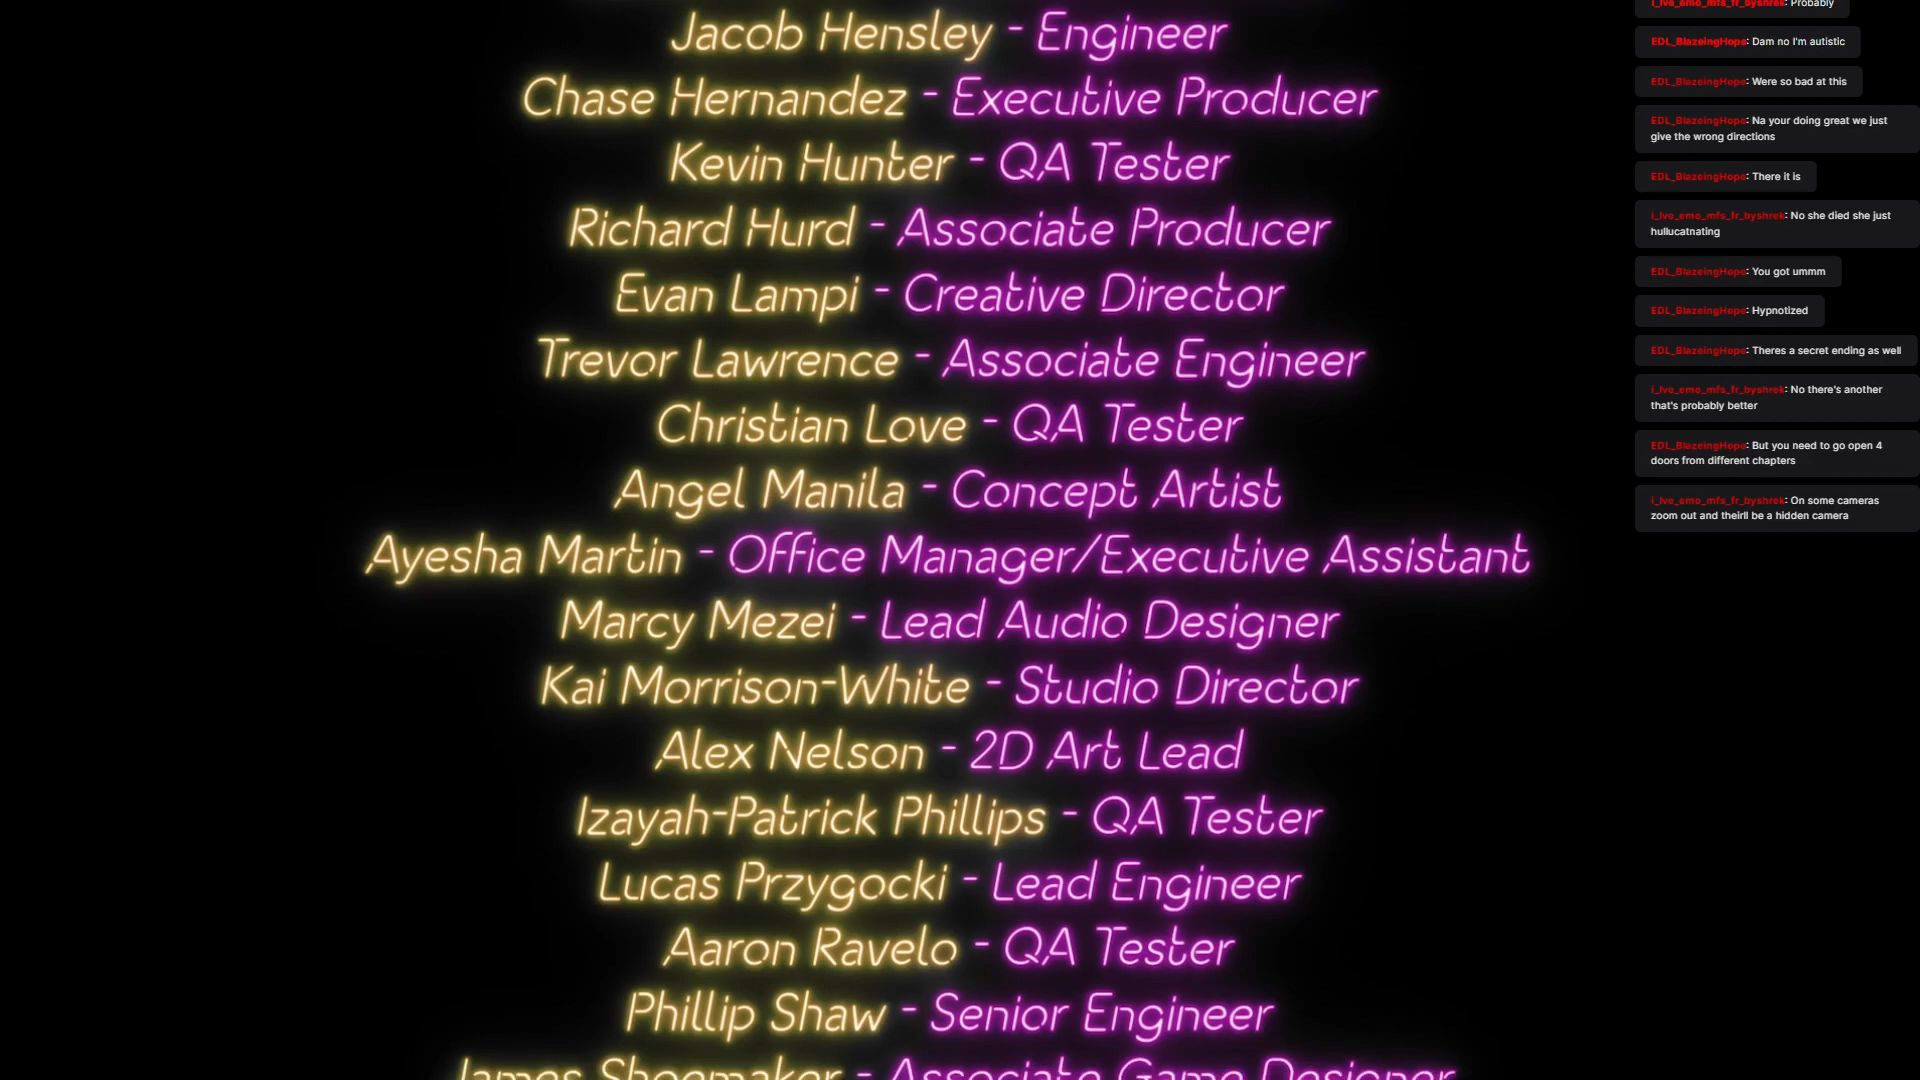 Jacob Hensley - Engineer
Chase Hernandez - Executive Producer
Kevin Hunter - QA Tester
Richard Hurd - Associate Producer
Evan Lampi - Creative Director
Trevor Lawrence - Associate Engineer
Christian Love - QA Tester
Angel Manila - Concept Artist
Ayesha Martin - Office Manager/Executive Assistant
Marcy Mezei - Lead Audio Designer
Kai Morrison-White - Studio Director
Alex Nelson - 2D Art Lead
Izayah-Patrick Phillips - QA Tester
Lucas Przygocki - Lead Engineer
Aaron Ravelo - QA Tester
Phillip Shaw - Senior Engineer
James Shoemaker - Associate Game Designer
i_lve_emo_mfs_fr_byshrek: Probably
EDL_BlazeingHope: Dam no I'm autistic
EDL_BlazeingHope: Were so bad at this
EDL_BlazeingHope: Na your doing great we just
give the wrong directions
EDL_BlazeingHope: There it is
i_lve_emo_mfs_fr_byshrek: No she died she just
hullucatnating
EDL_BlazeingHope: You got ummm
EDL_BlazeingHope: Hypnotized
EDL_BlazeingHope: Theres a secret ending as well
i_lve_emo_mfs_fr_byshrek: No there's another
that's probably better
EDL_BlazeingHope: But you need to go open 4
doors from different chapters
i_lve_emo_mfs_fr_byshrek: On some cameras
zoom out and theirll be a hidden camera